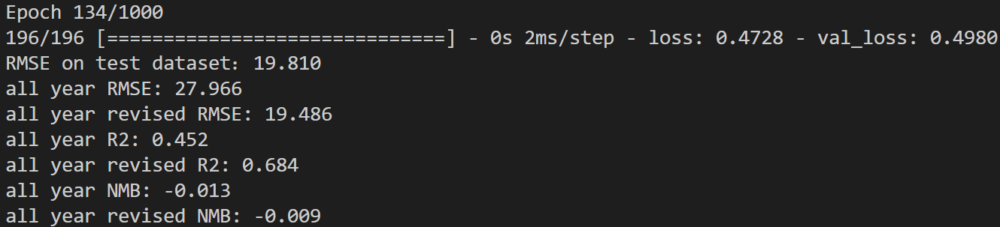 Epoch 134/1000
196/196 [==============================] - 0s 2ms/step - loss: 0.4728 - val_loss: 0.4980
RMSE on test dataset: 19.810
all year RMSE: 27.966
all year revised RMSE: 19.486
all year R2: 0.452
all year revised R2: 0.684
all year NMB: -0.013
all year revised NMB: -0.009